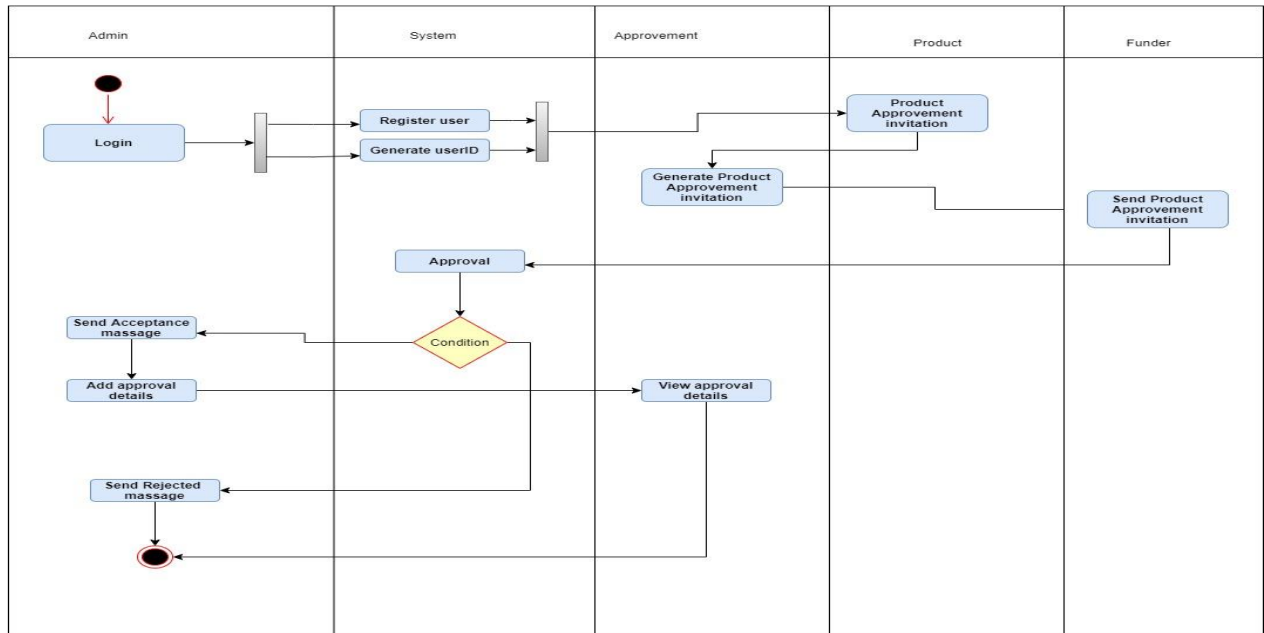 Admin
System
Approvement
Product
Funder
Login
Register user
Generate userID
Product
Approvement
invitation
Generate Product
Approvement
invitation
Send Product
Approvement
invitation
Approval
Condition
Send Acceptance
massage
Add approval
details
View approval
details
Send Rejected
massage